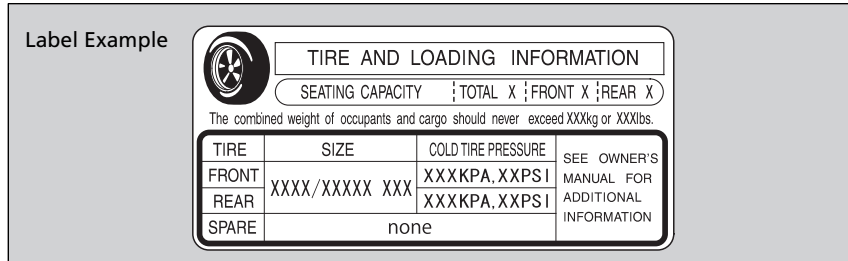 Label Example
TIRE AND LOADING INFORMATION
SEATING CAPACITY TOTAL X FRONT X REAR X
The combined weight of occupants and cargo should never exceed XXXkg or XXXlbs.
TIRE SIZE COLD TIRE PRESSURE
FRONT XXXX/XXXXX XXX XXXKPA,XXPSI
REAR XXXKPA,XXPSI
SPARE none
SEE OWNER'S
MANUAL FOR
ADDITIONAL
INFORMATION